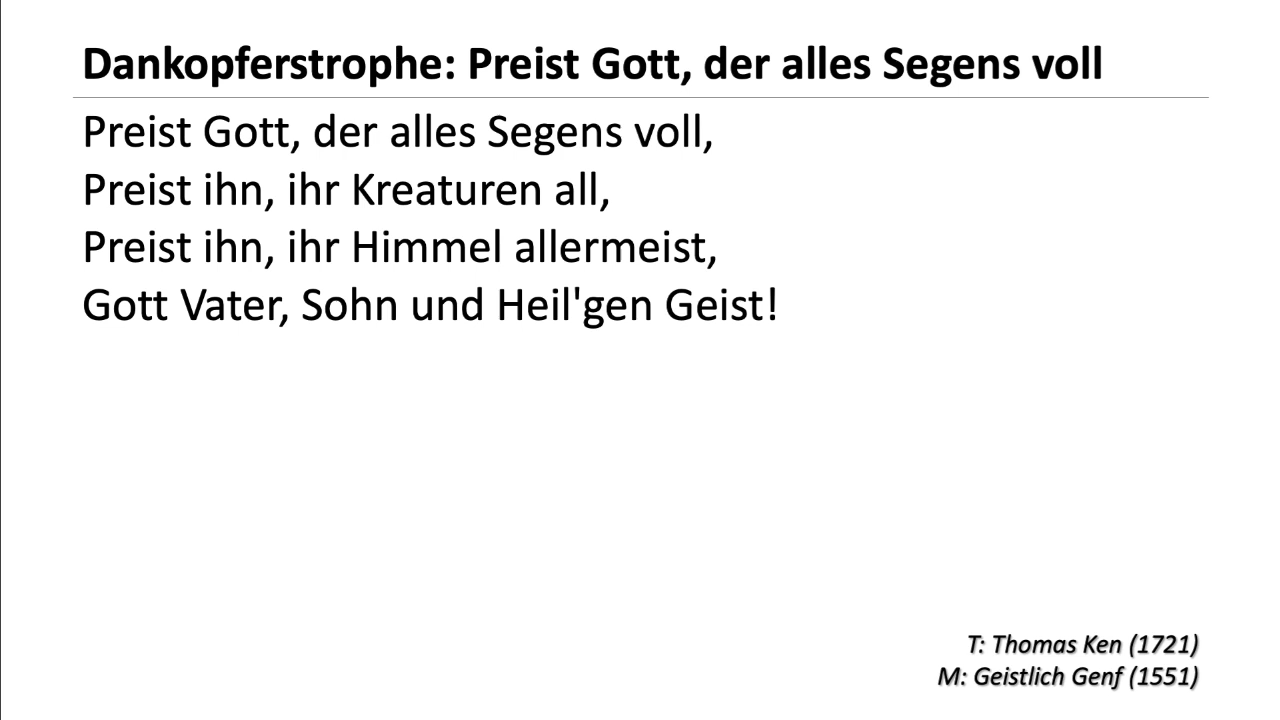 Dankopferstrophe: Preist Gott, der alles Segens voll
Preist Gott, der alles Segens voll,
Preist ihn, ihr Kreaturen all,
Preist ihn, ihr Himmel allermeist,
Gott Vater, Sohn und Heil'gen Geist!
T: Thomas Ken (1721)
M: Geistlich Genf (1551)